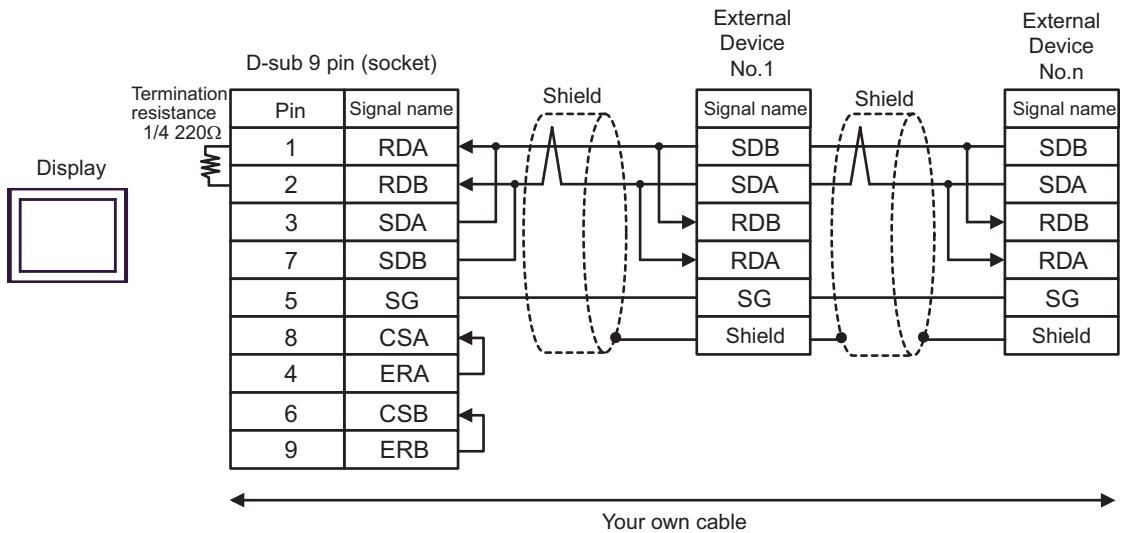 External
Device
No.1
External
Device
No.n
D-sub 9 pin (socket)
Termination
resistance
1/4 220Ω
Shield
Shield
Display
Pin Signal name
1 RDA
2 RDB
3 SDA
7 SDB
5 SG
8 CSA
4 ERA
6 CSB
9 ERB
Signal name
SDB
SDA
RDB
RDA
SG
Shield
Signal name
SDB
SDA
RDB
RDA
SG
Shield
Your own cable